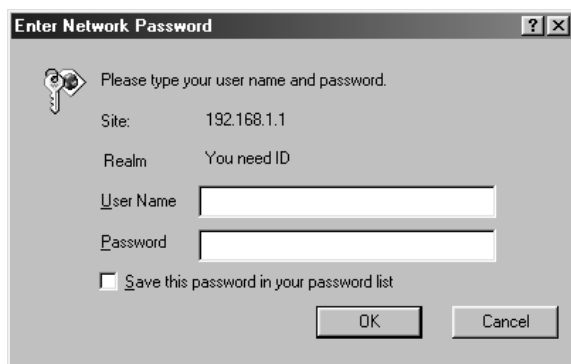 Enter Network Password
Please type your user name and password.
Site: 192.168.1.1
Realm You need ID
User Name
Password
Save this password in your password list
OK Cancel